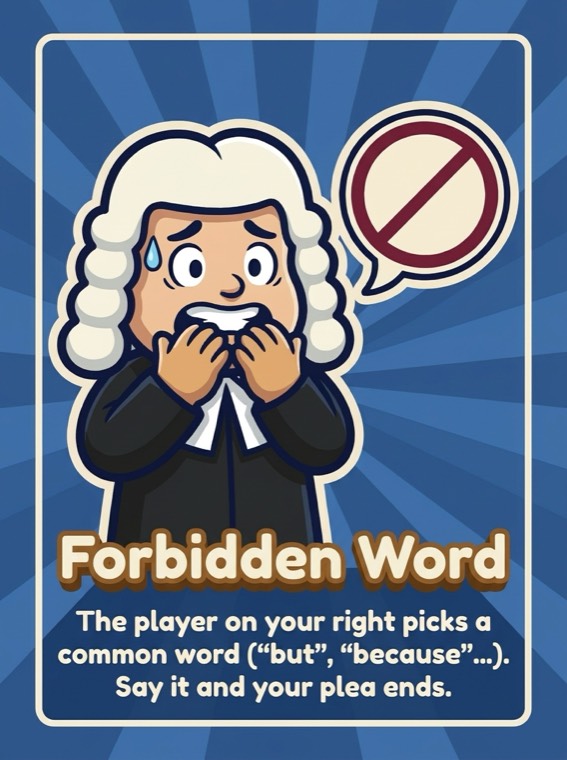 Forbidden Word
The player on your right picks a
common word (“but”, “because”...).
Say it and your plea ends.